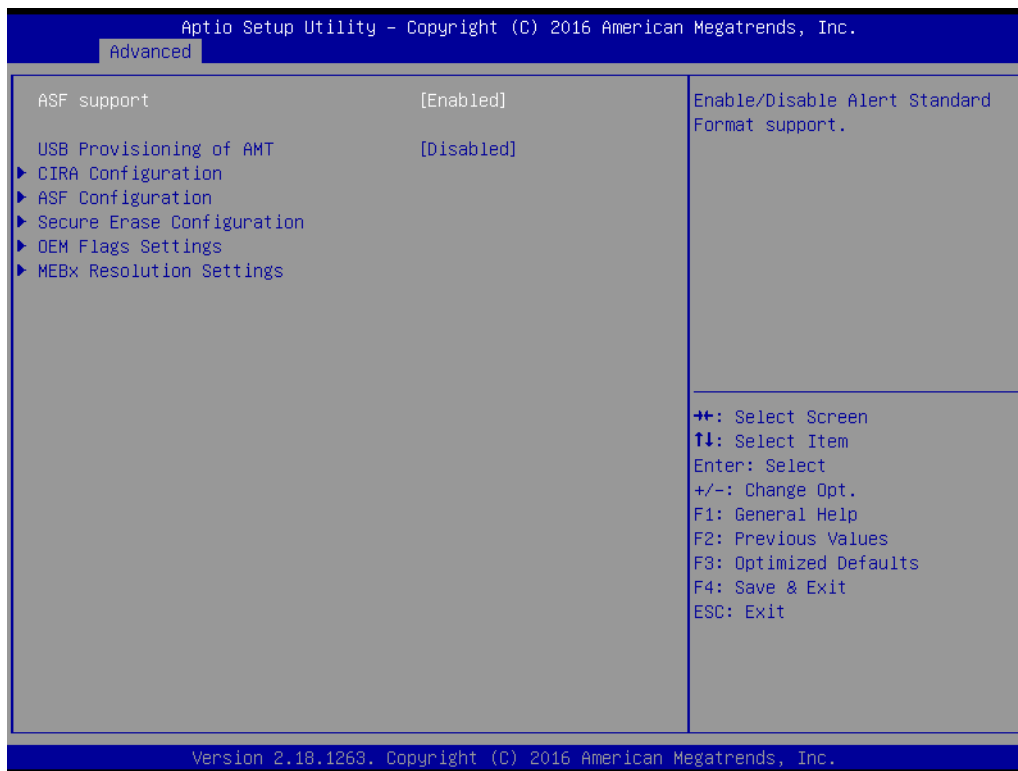 Aptio Setup Utility – Copyright (C) 2016 American Megatrends, Inc.
Advanced
ASF support [Enabled]
USB Provisioning of AMT [Disabled]
CIRA Configuration
ASF Configuration
Secure Erase Configuration
OEM Flags Settings
MEBx Resolution Settings
Enable/Disable Alert Standard
Format support.
→←: Select Screen
↑↓: Select Item
Enter: Select
+/-: Change Opt.
F1: General Help
F2: Previous Values
F3: Optimized Defaults
F4: Save & Exit
ESC: Exit
Version 2.18.1263. Copyright (C) 2016 American Megatrends, Inc.